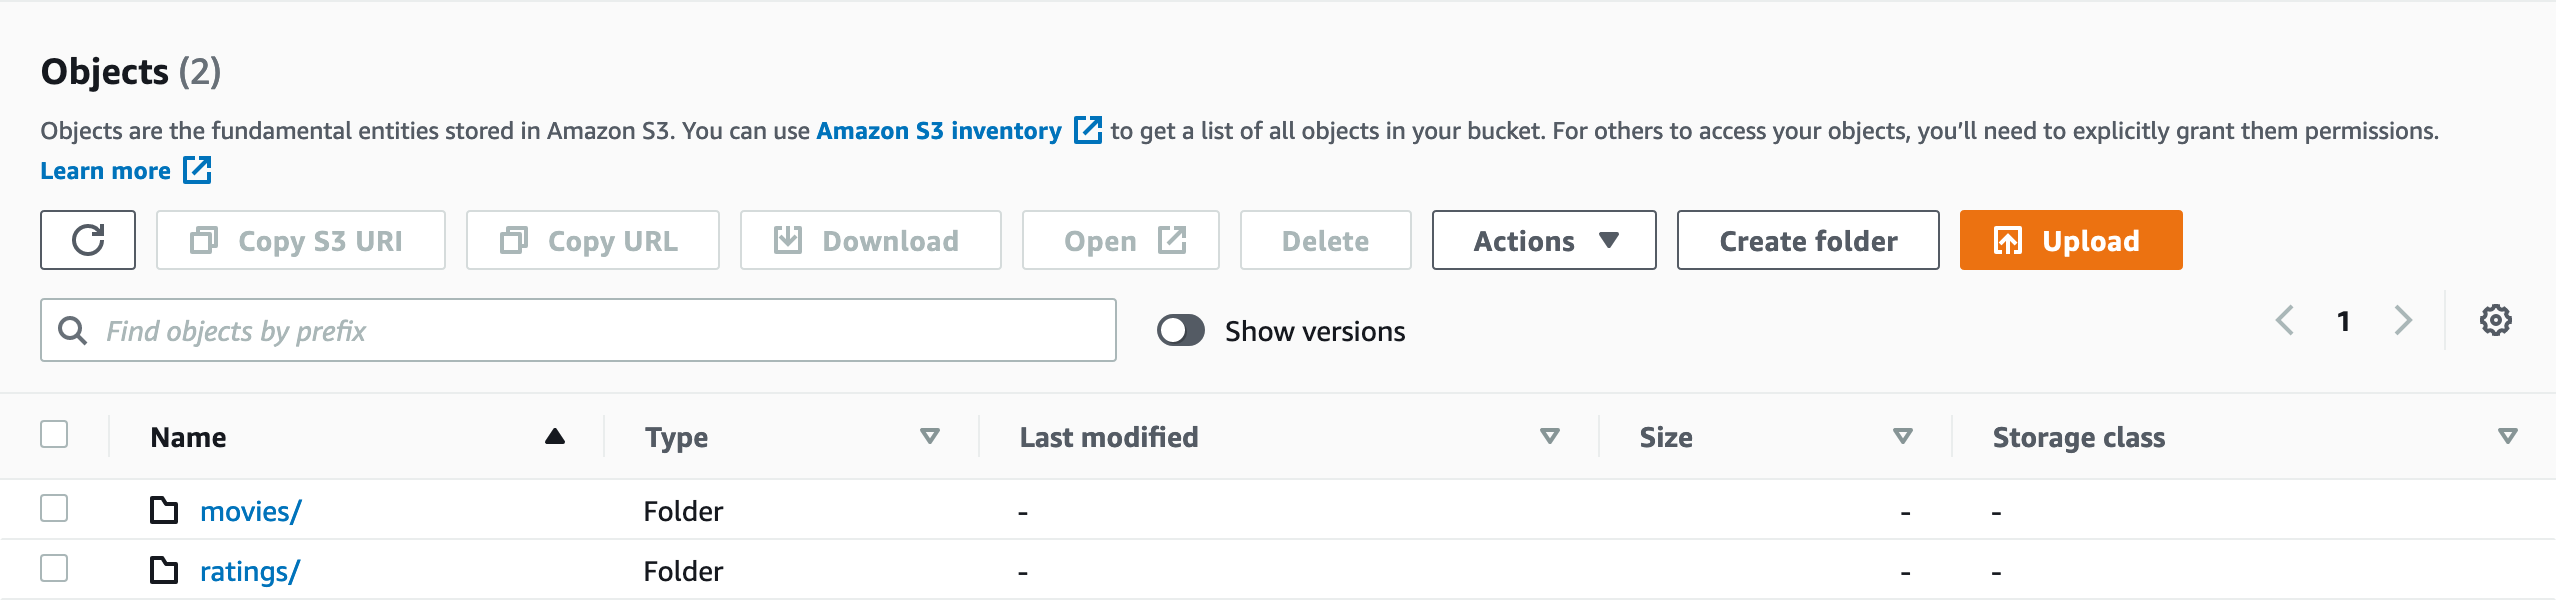 Objects (2)
Objects are the fundamental entities stored in Amazon S3. You can use Amazon S3 inventory to get a list of all objects in your bucket. For others to access your objects, you’ll need to explicitly grant them permissions.
Learn more
Copy S3 URI Copy URL Download Open Delete Actions Create folder Upload
Find objects by prefix Show versions 1
Name Type Last modified Size Storage class
movies/ Folder - - -
ratings/ Folder - - -